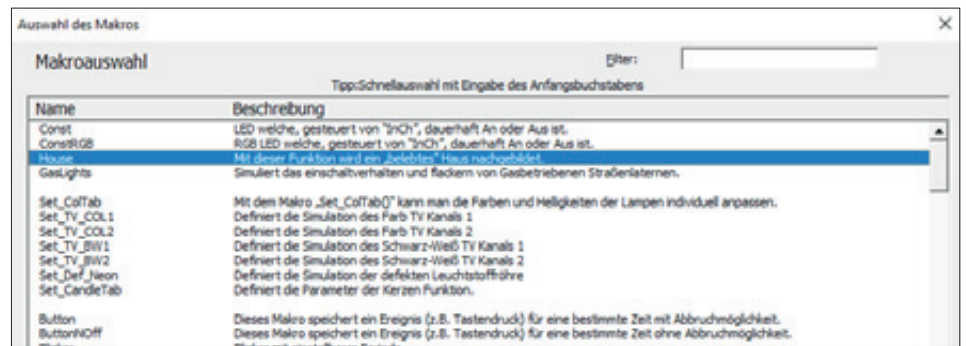 Auswahl des Makros
Makroauswahl Filter:
Tipp:Schnellauswahl mit Eingabe des Anfangsbuchstabens
Name Beschreibung
Const LED welche, gesteuert von "InCh", dauerhaft An oder Aus ist.
ConstRGB RGB LED welche, gesteuert von "InCh", dauerhaft An oder Aus ist.
House Mit dieser Funktion wird ein „belebtes" Haus nachgebildet.
GasLights Simuliert das einschaltverhalten und flackern von Gasbetriebenen Straßenlaternen.
Set_ColTab Mit dem Makro „Set_ColTab()" kann man die Farben und Helligkeiten der Lampen individuell anpassen.
Set_TV_COL1 Definiert die Simulation des Farb TV Kanals 1
Set_TV_COL2 Definiert die Simulation des Farb TV Kanals 2
Set_TV_BW1 Definiert die Simulation des Schwarz-Weiß TV Kanals 1
Set_TV_BW2 Definiert die Simulation des Schwarz-Weiß TV Kanals 2
Set_Def_Neon Definiert die Simulation der defekten Leuchtstoffröhre
Set_CandleTab Definiert die Parameter der Kerzen Funktion.
Button Dieses Makro speichert ein Ereignis (z.B. Tastendruck) für eine bestimmte Zeit mit Abbruchmöglichkeit.
ButtonNOff Dieses Makro speichert ein Ereignis (z.B. Tastendruck) für eine bestimmte Zeit ohne Abbruchmöglichkeit.